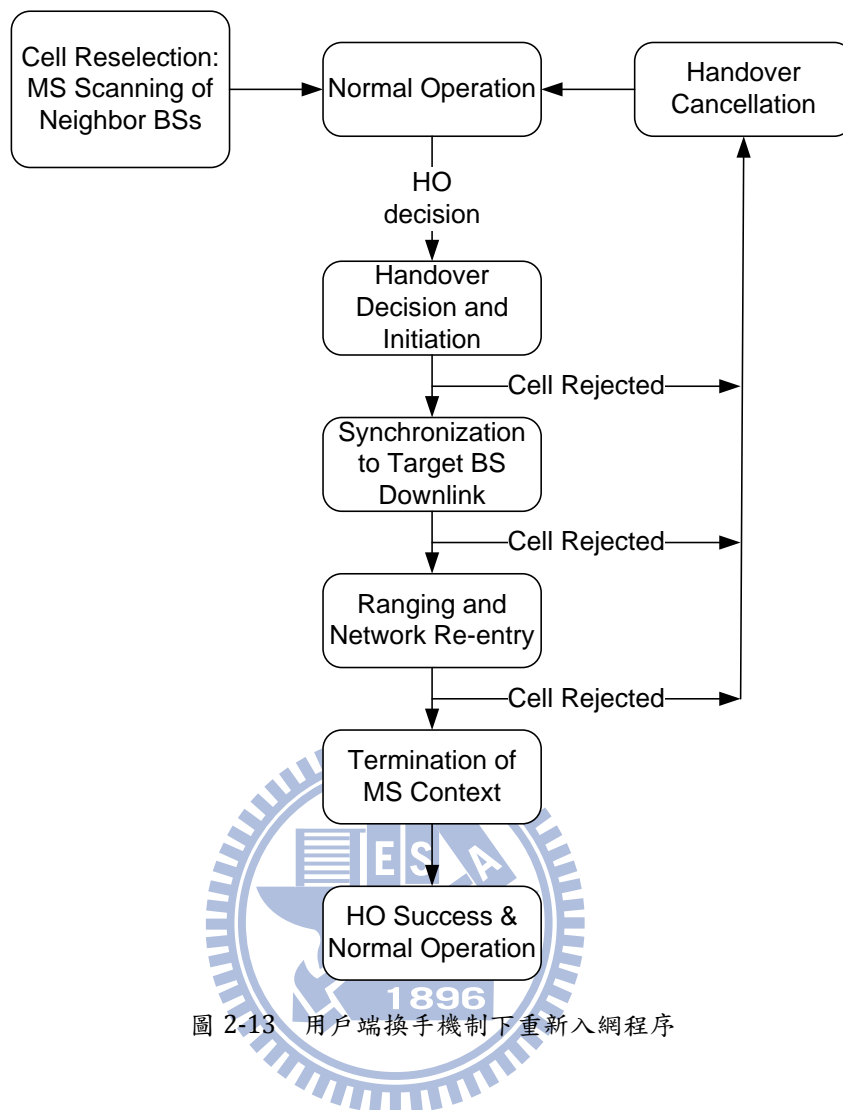 Cell Reselection:
MS Scanning of
Neighbor BSs
Normal Operation
Handover
Cancellation
HO
decision
Handover
Decision and
Initiation
Cell Rejected
Synchronization
to Target BS
Downlink
Cell Rejected
Ranging and
Network Re-entry
Cell Rejected
Termination of
MS Context
E S A
HO Success &
Normal Operation
1896
圖 2-13 用戶端換手機制下重新入網程序